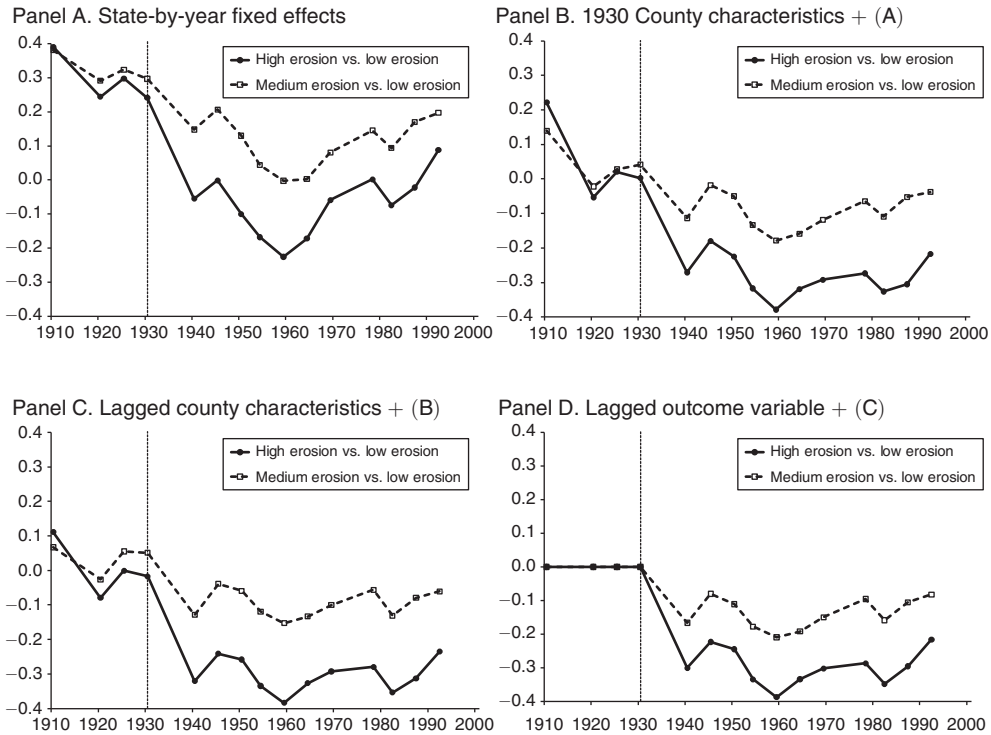 Panel A. State-by-year fixed effects
0.4
0.3
0.2
0.1
0.0
−0.1
−0.2
−0.3
−0.4
High erosion vs. low erosion
Medium erosion vs. low erosion
1910 1920 1930 1940 1950 1960 1970 1980 1990 2000
Panel B. 1930 County characteristics + (A)
0.4
0.3
0.2
0.1
0.0
−0.1
−0.2
−0.3
−0.4
High erosion vs. low erosion
Medium erosion vs. low erosion
1910 1920 1930 1940 1950 1960 1970 1980 1990 2000
Panel C. Lagged county characteristics + (B)
0.4
0.3
0.2
0.1
0.0
−0.1
−0.2
−0.3
−0.4
High erosion vs. low erosion
Medium erosion vs. low erosion
1910 1920 1930 1940 1950 1960 1970 1980 1990 2000
Panel D. Lagged outcome variable + (C)
0.4
0.3
0.2
0.1
0.0
−0.1
−0.2
−0.3
−0.4
High erosion vs. low erosion
Medium erosion vs. low erosion
1910 1920 1930 1940 1950 1960 1970 1980 1990 2000